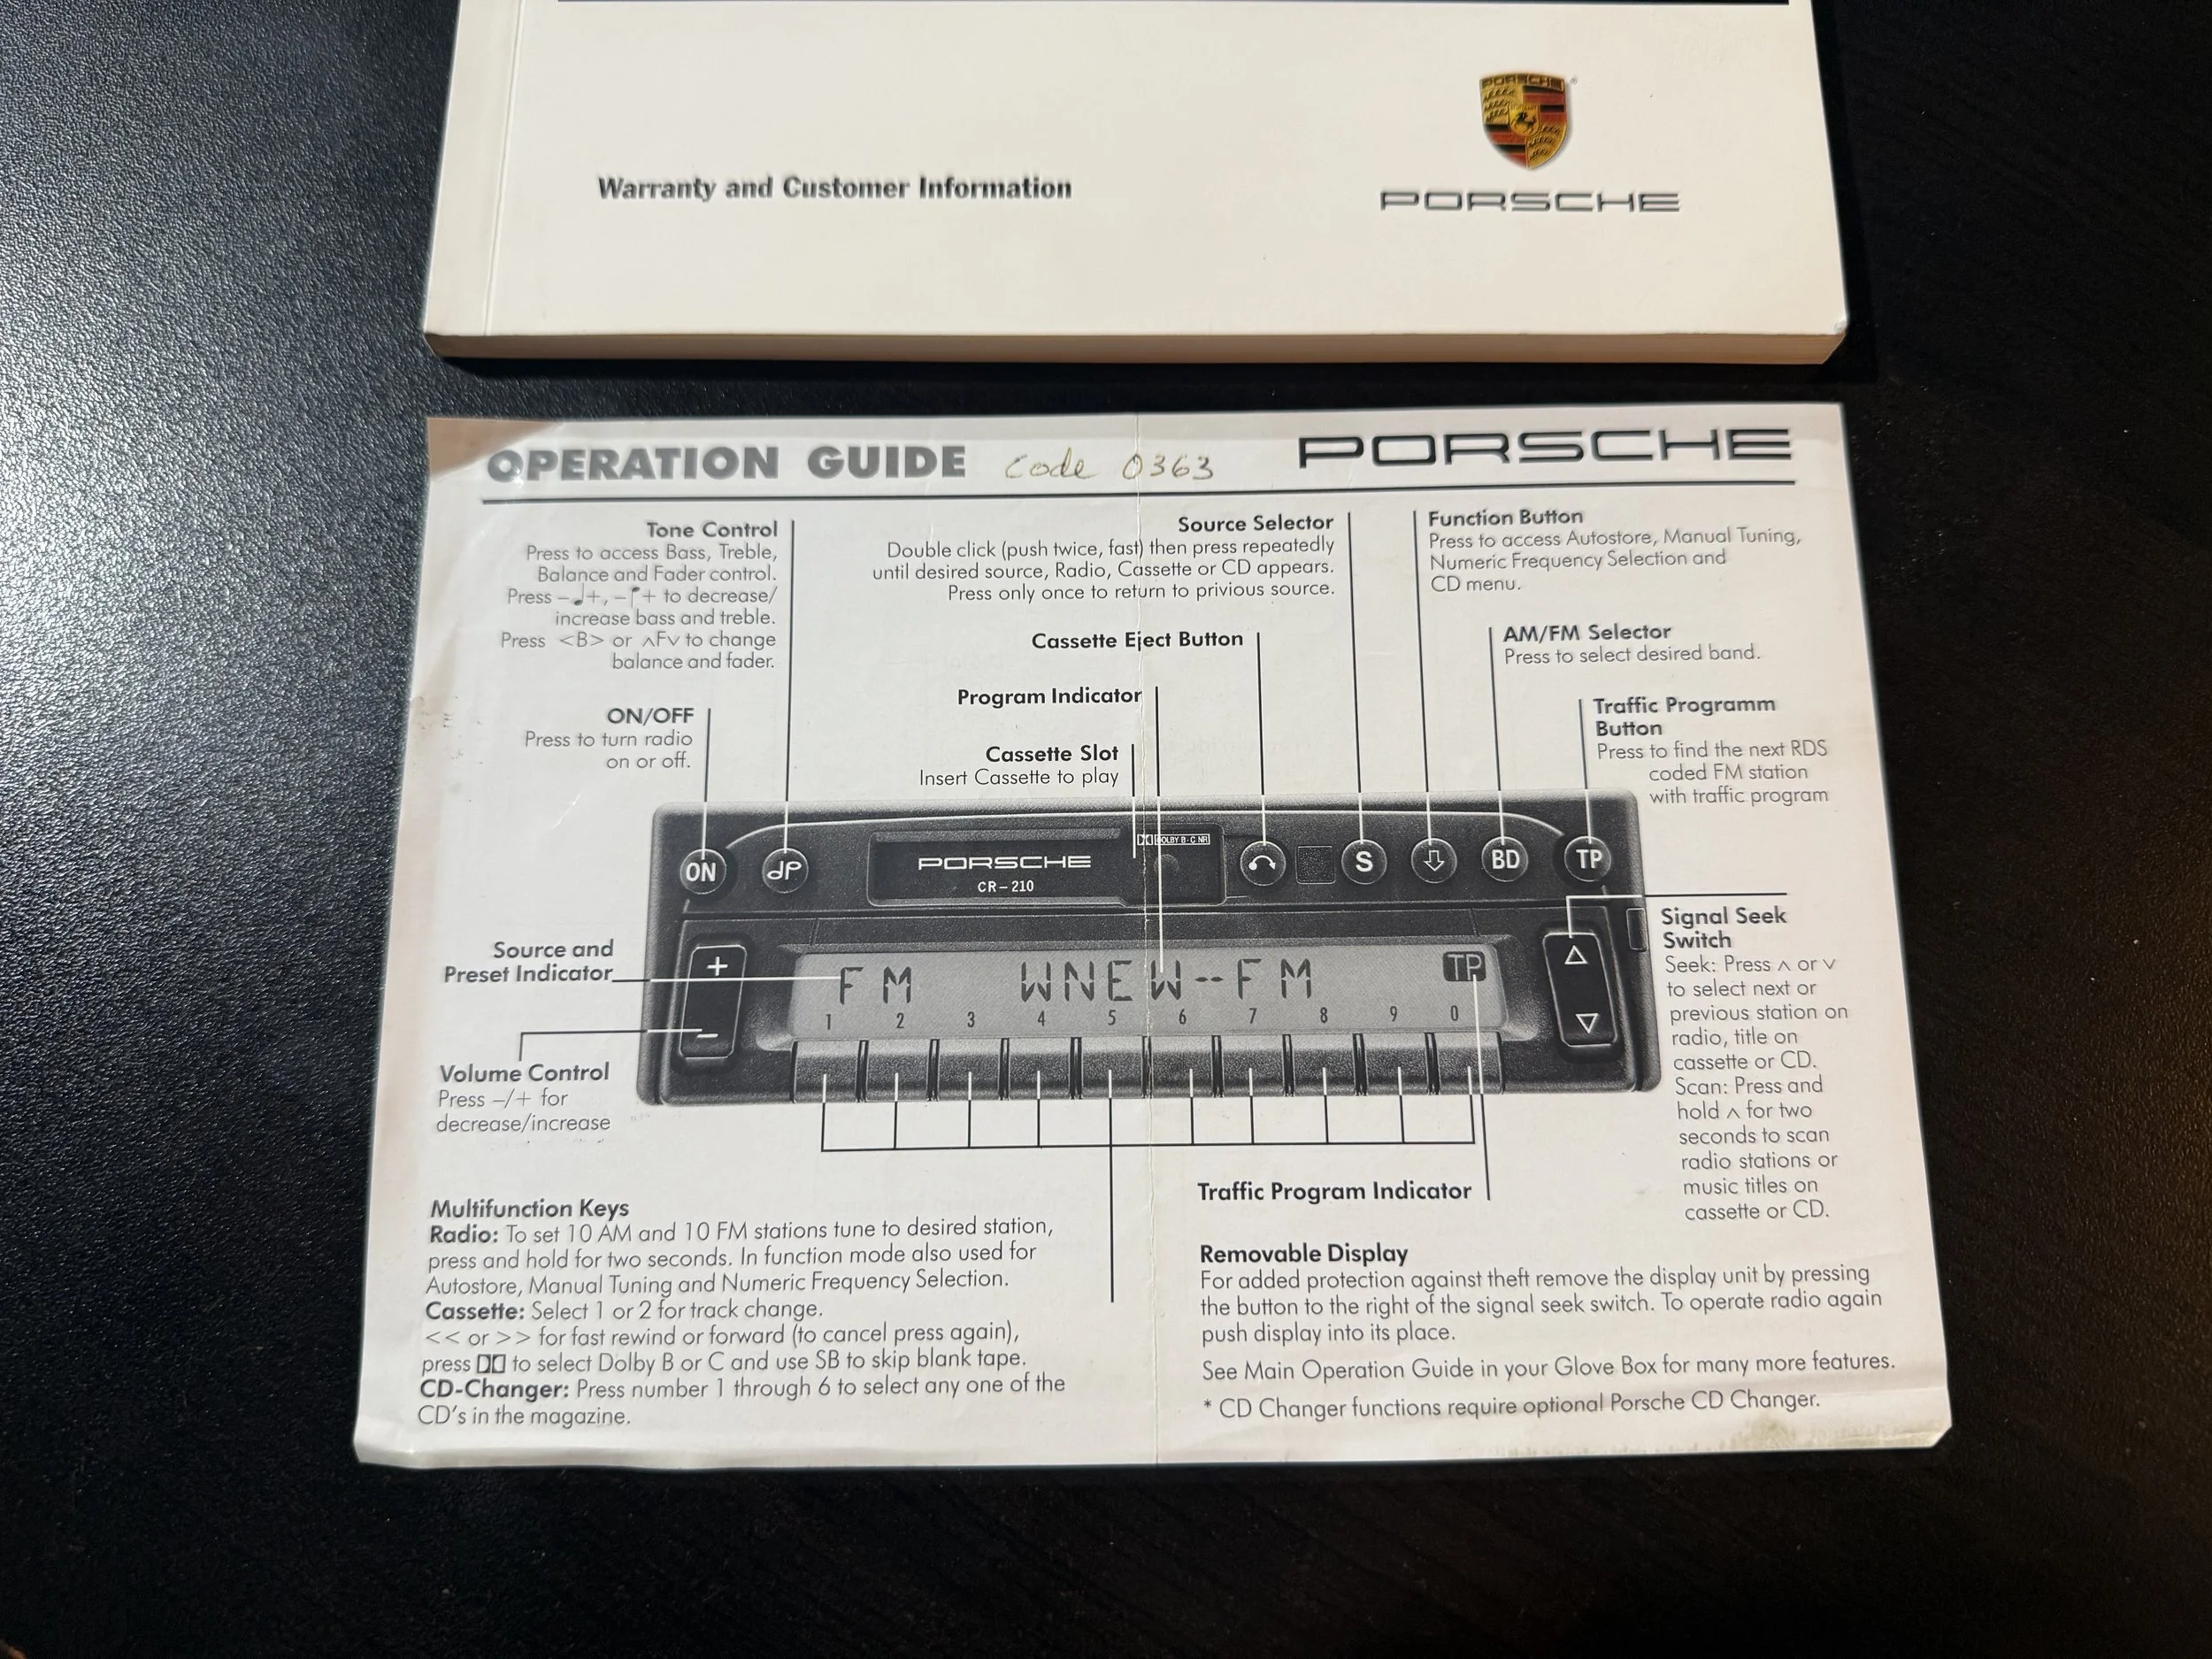 Warranty and Customer Information
PORSCHE
PORSCHE
OPERATION GUIDE Code 0363 PORSCHE
Tone Control
Press to access Bass, Treble,
Balance and Fader control.
Press –♩+, –♩+ to decrease/
increase bass and treble.
Press <B> or ∧F∨ to change
balance and fader.
ON/OFF
Press to turn radio
on or off.
Source Selector
Double click (push twice, fast) then press repeatedly
until desired source, Radio, Cassette or CD appears.
Press only once to return to privious source.
Cassette Eject Button
Program Indicator
Cassette Slot
Insert Cassette to play
Function Button
Press to access Autostore, Manual Tuning,
Numeric Frequency Selection and
CD menu.
AM/FM Selector
Press to select desired band.
Traffic Programm
Button
Press to find the next RDS
coded FM station
with traffic program
ON
PORSCHE
CR-210
DOLBY B·C NR
S
BD
TP
Source and
Preset Indicator
+
–
FM WNEW--FM TP
1 2 3 4 5 6 7 8 9 0
Volume Control
Press –/+ for
decrease/increase
Signal Seek
Switch
Seek: Press ∧ or ∨
to select next or
previous station on
radio, title on
cassette or CD.
Scan: Press and
hold ∧ for two
seconds to scan
radio stations or
music titles on
cassette or CD.
Traffic Program Indicator
Multifunction Keys
Radio: To set 10 AM and 10 FM stations tune to desired station,
press and hold for two seconds. In function mode also used for
Autostore, Manual Tuning and Numeric Frequency Selection.
Cassette: Select 1 or 2 for track change.
<< or >> for fast rewind or forward (to cancel press again),
press to select Dolby B or C and use SB to skip blank tape.
CD-Changer: Press number 1 through 6 to select any one of the
CD's in the magazine.
Removable Display
For added protection against theft remove the display unit by pressing
the button to the right of the signal seek switch. To operate radio again
push display into its place.
See Main Operation Guide in your Glove Box for many more features.
* CD Changer functions require optional Porsche CD Changer.